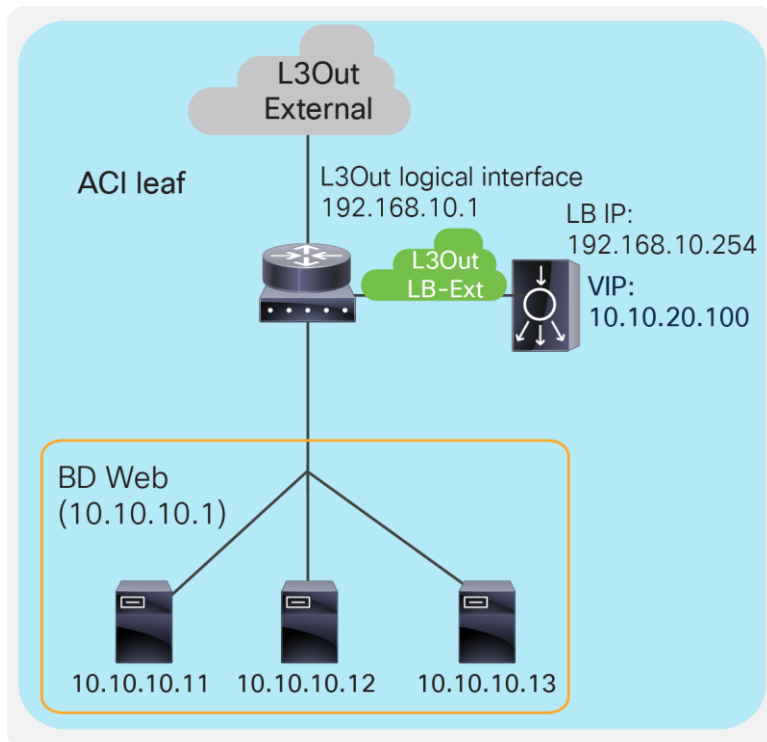 L3Out
External
ACI leaf
L3Out logical interface
192.168.10.1
LB IP:
192.168.10.254
L3Out
LB-Ext
VIP:
10.10.20.100
BD Web
(10.10.10.1)
10.10.10.11
10.10.10.12
10.10.10.13